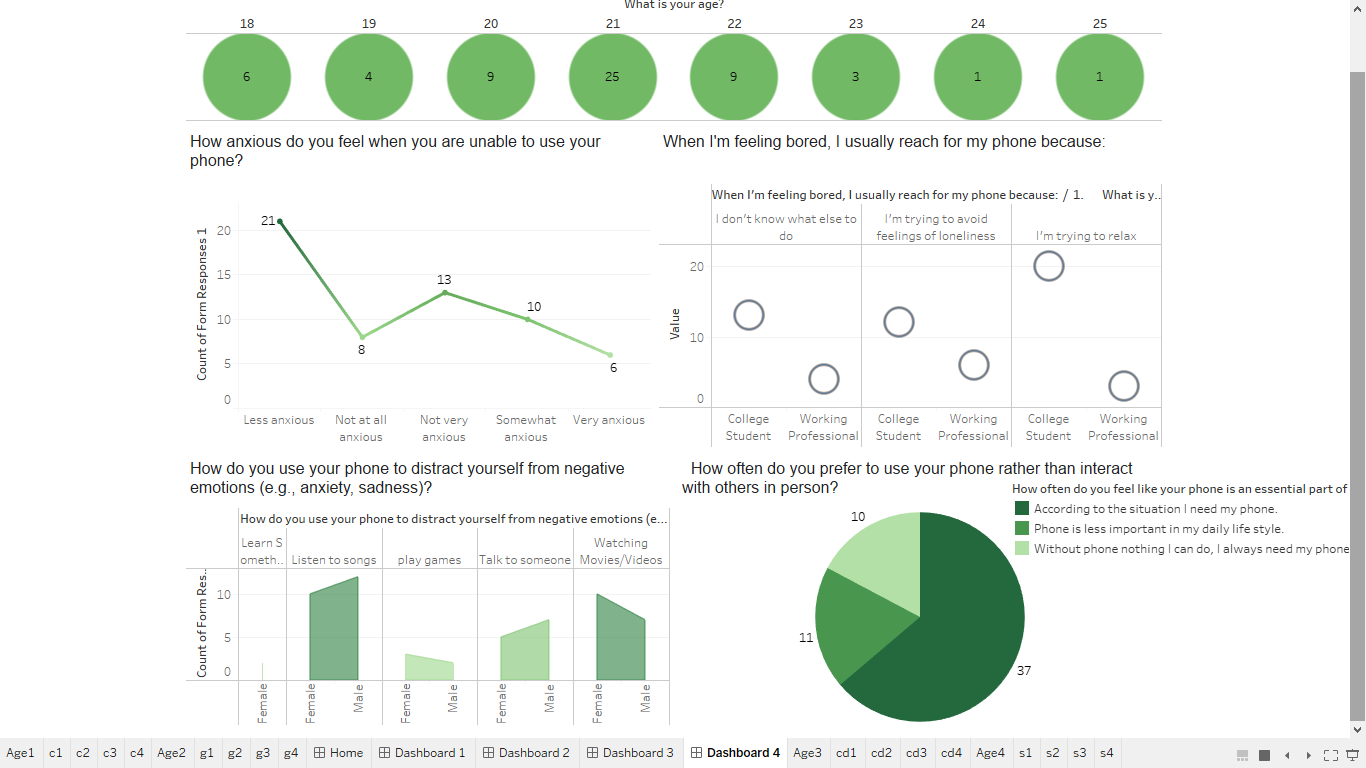 What is your age?
18 19 20 21 22 23 24 25
6 4 9 25 9 3 1 1
How anxious do you feel when you are unable to use your
phone?
Count of Form Responses 1
20
15
10
5
0
21
8
13
10
6
Less anxious
Not at all
anxious
Not very
anxious
Somewhat
anxious
Very anxious
When I'm feeling bored, I usually reach for my phone because:
When I’m feeling bored, I usually reach for my phone because: / 1. What is y..
I don’t know what else to
do
I’m trying to avoid
feelings of loneliness
I’m trying to relax
Value
20
10
0
College
Student
Working
Professional
College
Student
Working
Professional
College
Student
Working
Professional
How do you use your phone to distract yourself from negative
emotions (e.g., anxiety, sadness)?
How do you use your phone to distract yourself from negative emotions (e...
Learn S
ometh..
Listen to songs
play games
Talk to someone
Watching
Movies/Videos
Count of Form Res..
10
5
0
Female
Female
Male
Female
Male
Female
Male
Female
Male
How often do you prefer to use your phone rather than interact
with others in person?
How often do you feel like your phone is an essential part of
According to the situation I need my phone.
Phone is less important in my daily life style.
Without phone nothing I can do, I always need my phone
10
11
37
Age1 c1 c2 c3 c4 Age2 g1 g2 g3 g4 Home Dashboard 1 Dashboard 2 Dashboard 3 Dashboard 4 Age3 cd1 cd2 cd3 cd4 Age4 s1 s2 s3 s4